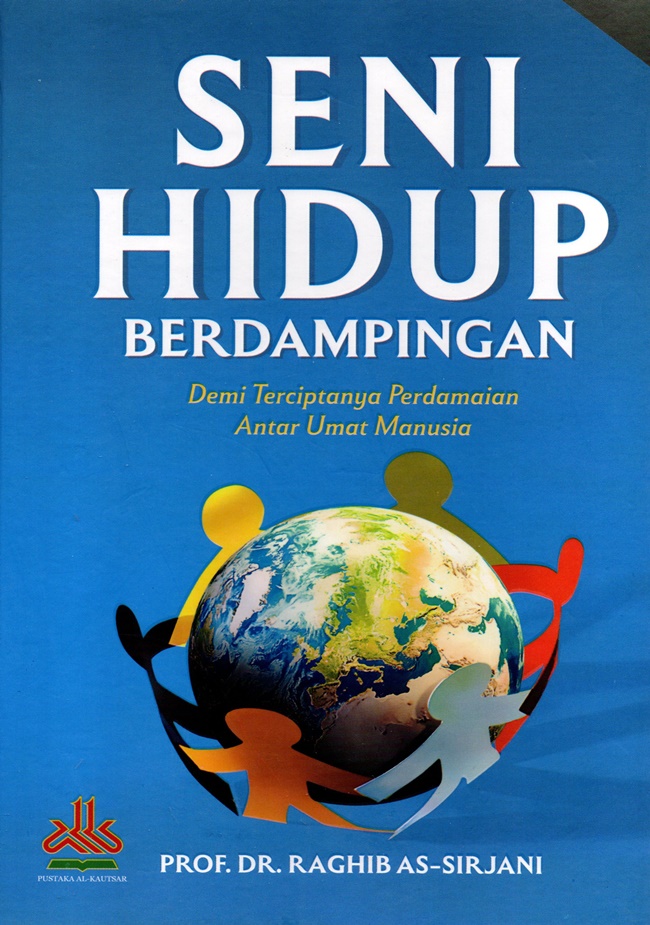 SENI
HIDUP
BERDAMPINGAN
Demi Terciptanya Perdamaian
Antar Umat Manusia
PUSTAKA AL-KAUTSAR
PROF. DR. RAGHIB AS-SIRJANI